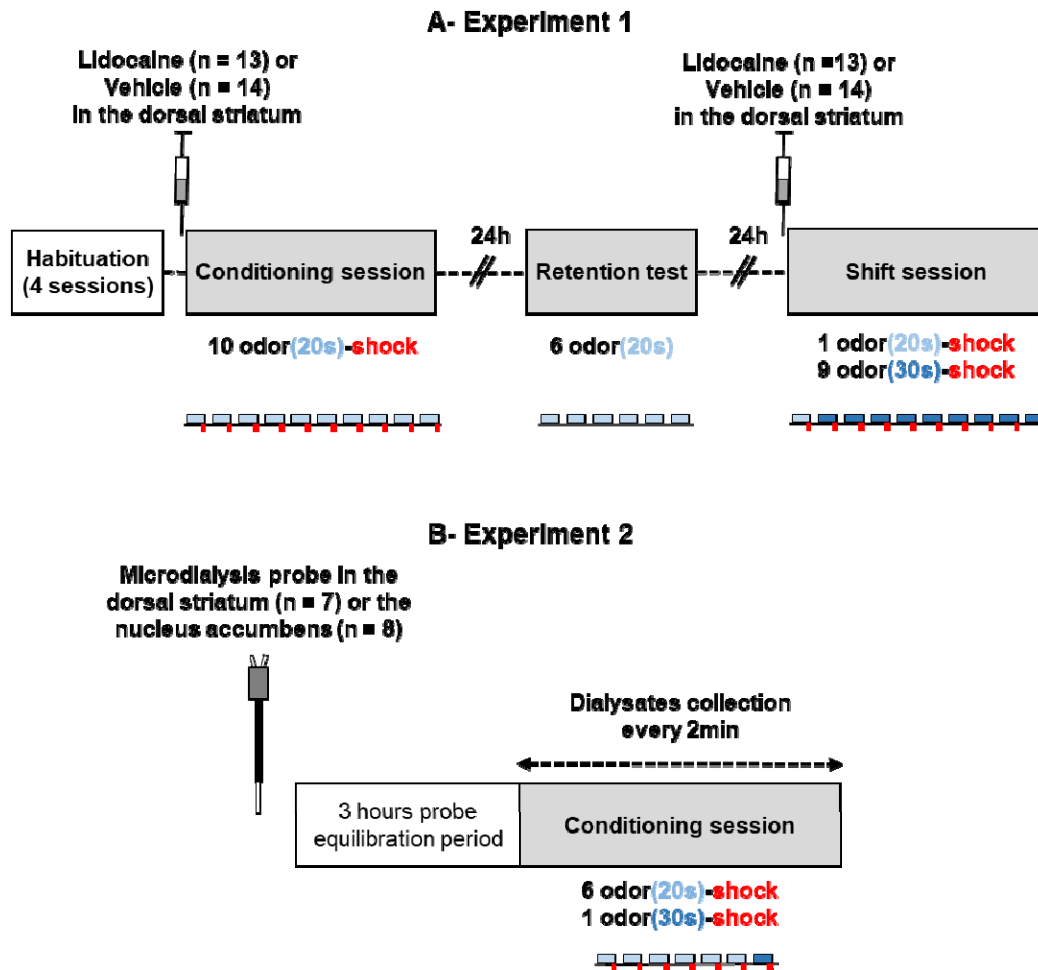 A- Experiment 1
Lidocaine (n = 13) or
Vehicle (n = 14)
in the dorsal striatum
Lidocaine (n =13) or
Vehicle (n = 14)
in the dorsal striatum
Habituation
(4 sessions)
Conditioning session
24h
Retention test
24h
Shift session
10 odor(20s)-shock
6 odor(20s)
1 odor(20s)-shock
9 odor(30s)-shock
B- Experiment 2
Microdialysis probe in the
dorsal striatum (n = 7) or the
nucleus accumbens (n = 8)
Dialysates collection
every 2min
3 hours probe
equilibration period
Conditioning session
6 odor(20s)-shock
1 odor(30s)-shock